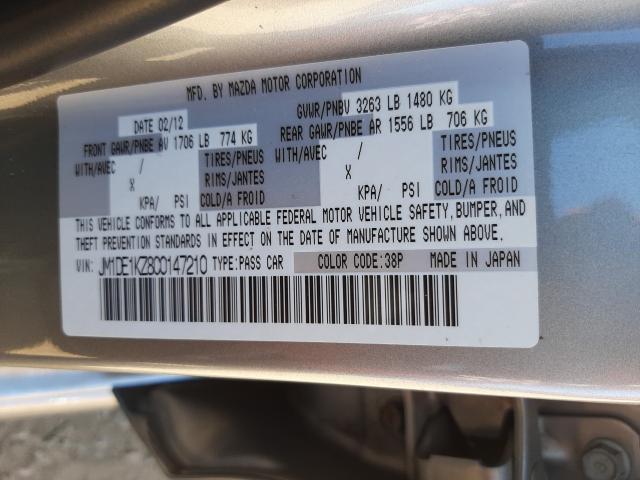 MFD. BY MAZDA MOTOR CORPORATION
DATE 02/12 GVWR/PNBV 3263 LB 1480 KG
FRONT GAWR/PNBE AV 1706 LB 774 KG REAR GAWR/PNBE AR 1556 LB 706 KG
WITH/AVEC / TIRES/PNEUS WITH/AVEC / TIRES/PNEUS
X RIMS/JANTES X RIMS/JANTES
KPA/ PSI COLD/A FROID KPA/ PSI COLD/A FROID
THIS VEHICLE CONFORMS TO ALL APPLICABLE FEDERAL MOTOR VEHICLE SAFETY, BUMPER, AND
THEFT PREVENTION STANDARDS IN EFFECT ON THE DATE OF MANUFACTURE SHOWN ABOVE.
VIN: JM1DE1KZ8C0147210 TYPE:PASS CAR COLOR CODE:38P MADE IN JAPAN